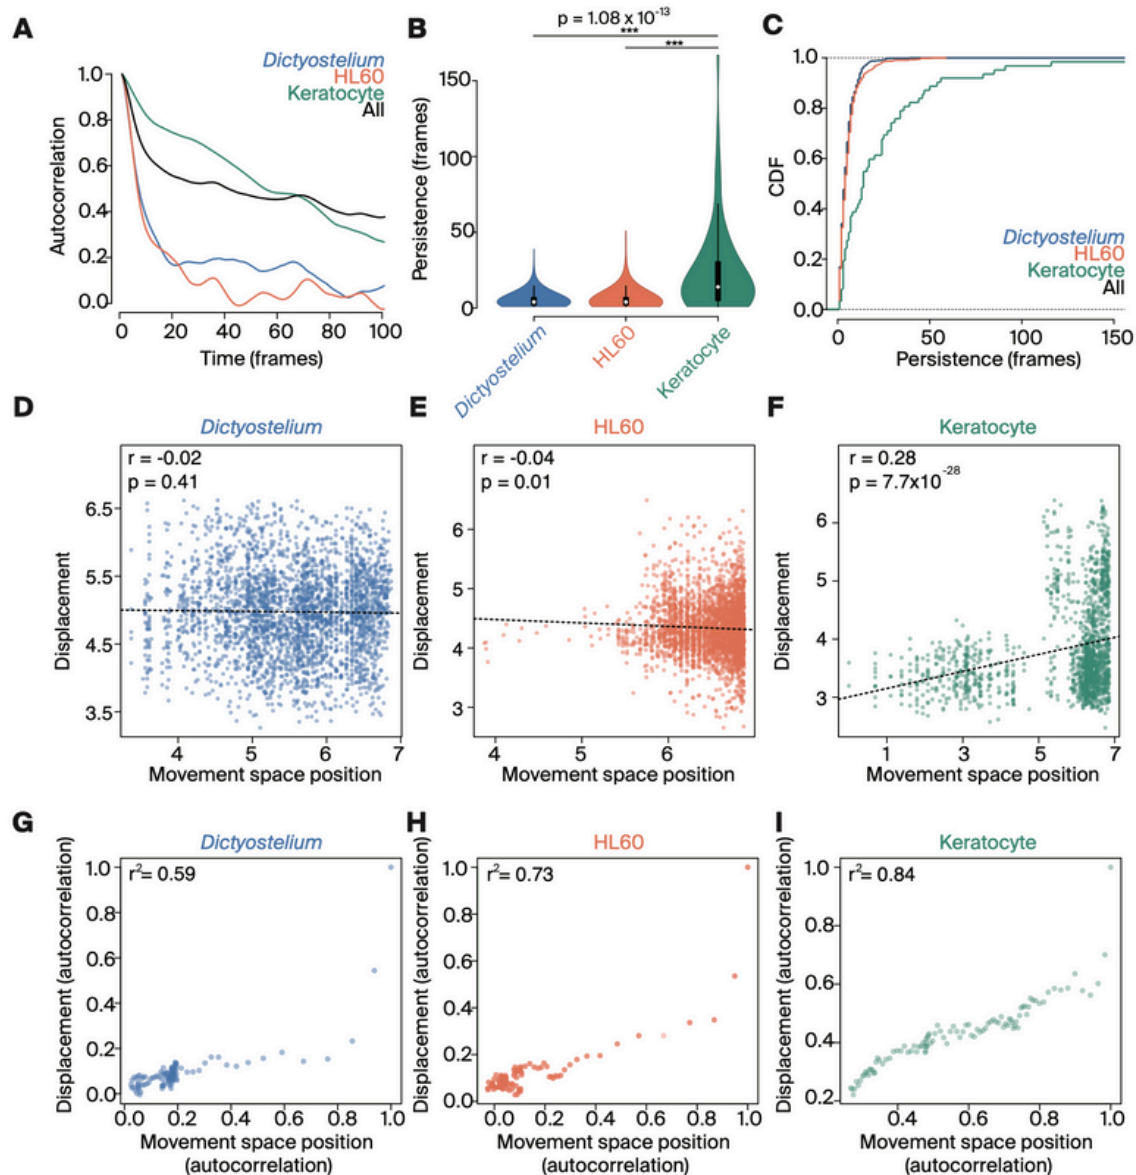 A
Dictyostelium
HL60
Keratocyte
All
Autocorrelation
1.0
0.8
0.6
0.4
0.2
0.0
0
20
40
60
80
100
Time (frames)
B
p = 1.08 x 10-13
***
***
Persistence (frames)
150
100
50
0
Dictyostelium
HL60
Keratocyte
C
CDF
1.0
0.8
0.6
0.4
0.2
0.0
Dictyostelium
HL60
Keratocyte
All
0
50
100
150
Persistence (frames)
D
Dictyostelium
r = -0.02
p = 0.41
Displacement
6.5
5.5
4.5
3.5
4
5
6
7
Movement space position
E
HL60
r = -0.04
p = 0.01
Displacement
6
5
4
3
4
5
6
Movement space position
F
Keratocyte
r = 0.28
p = 7.7x10-28
Displacement
6
5
4
3
1
3
5
7
Movement space position
G
Dictyostelium
r2= 0.59
Displacement (autocorrelation)
1.0
0.8
0.6
0.4
0.2
0.0
0.0
0.2
0.4
0.6
0.8
1.0
Movement space position
(autocorrelation)
H
HL60
r2= 0.73
Displacement (autocorrelation)
1.0
0.8
0.6
0.4
0.2
0.0
0.0
0.2
0.4
0.6
0.8
1.0
Movement space position
(autocorrelation)
I
Keratocyte
r2= 0.84
Displacement (autocorrelation)
1.0
0.8
0.6
0.4
0.2
0.4
0.6
0.8
1.0
Movement space position
(autocorrelation)